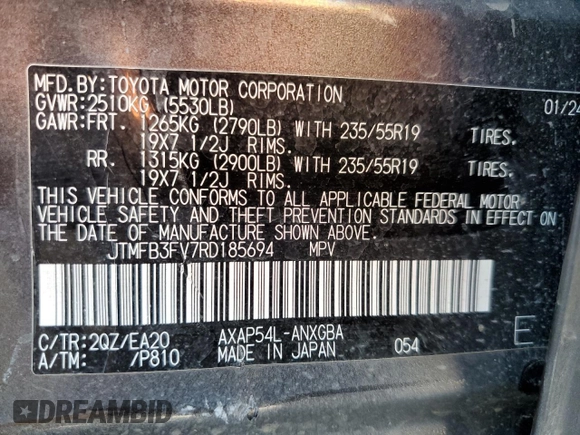 MFD.BY:TOYOTA MOTOR CORPORATION 01/24
GVWR:2510KG (5530LB)
GAWR:FRT. 1265KG (2790LB) WITH 235/55R19 TIRES.
19X7 1/2J RIMS.
RR. 1315KG (2900LB) WITH 235/55R19 TIRES.
19X7 1/2J RIMS.
THIS VEHICLE CONFORMS TO ALL APPLICABLE FEDERAL MOTOR
VEHICLE SAFETY AND THEFT PREVENTION STANDARDS IN EFFECT ON
THE DATE OF MANUFACTURE SHOWN ABOVE.
JTMFB3FV7RD185694 MPV
C/TR:2QZ/EA20 AXAP54L-ANXGBA
A/TM: /P810 MADE IN JAPAN 054 E
DREAMBID